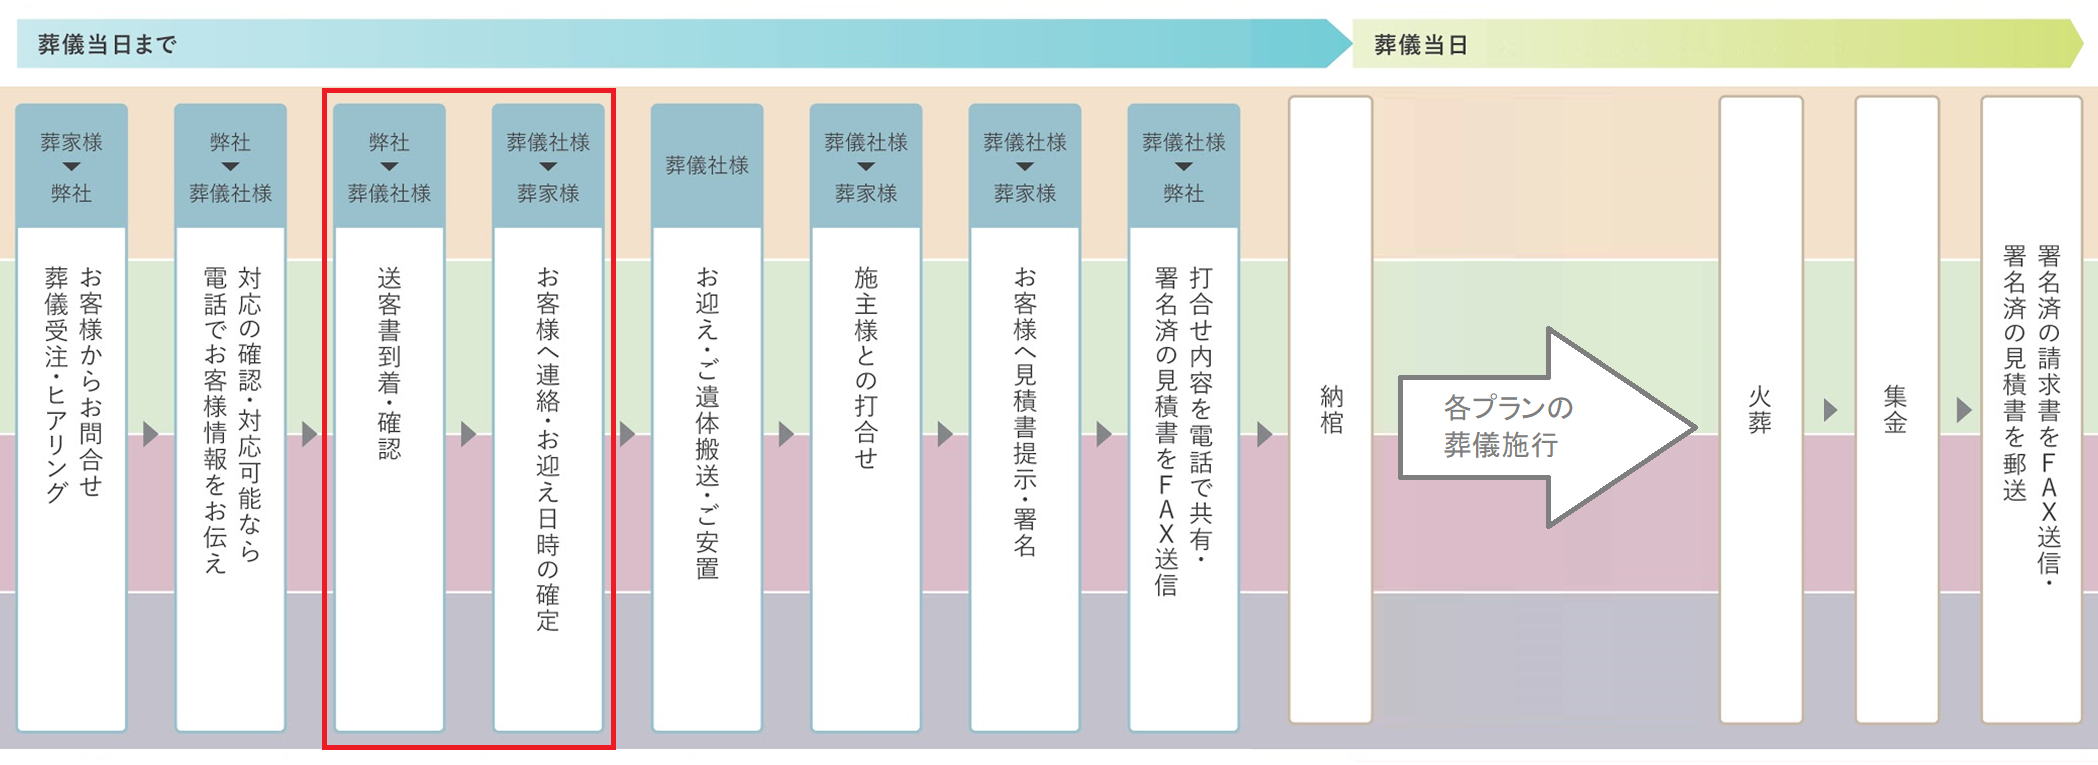 葬儀当日まで
葬儀当日
葬家様
弊社
お客様からお問合せ
葬儀受注・ヒアリング
弊社
葬儀社様
対応の確認・対応可能なら
電話でお客様情報をお伝え
弊社
葬儀社様
送客書到着・確認
葬儀社様
葬家様
お客様へ連絡・お迎え日時の確定
葬儀社様
お迎え・ご遺体搬送・ご安置
葬儀社様
葬家様
施主様との打合せ
葬儀社様
葬家様
お客様へ見積書提示・署名
葬儀社様
弊社
打合せ内容を電話で共有・
署名済の見積書をFAX送信
納棺
各プランの
葬儀施行
火葬
集金
署名済の請求書をFAX送信・
署名済の見積書を郵送